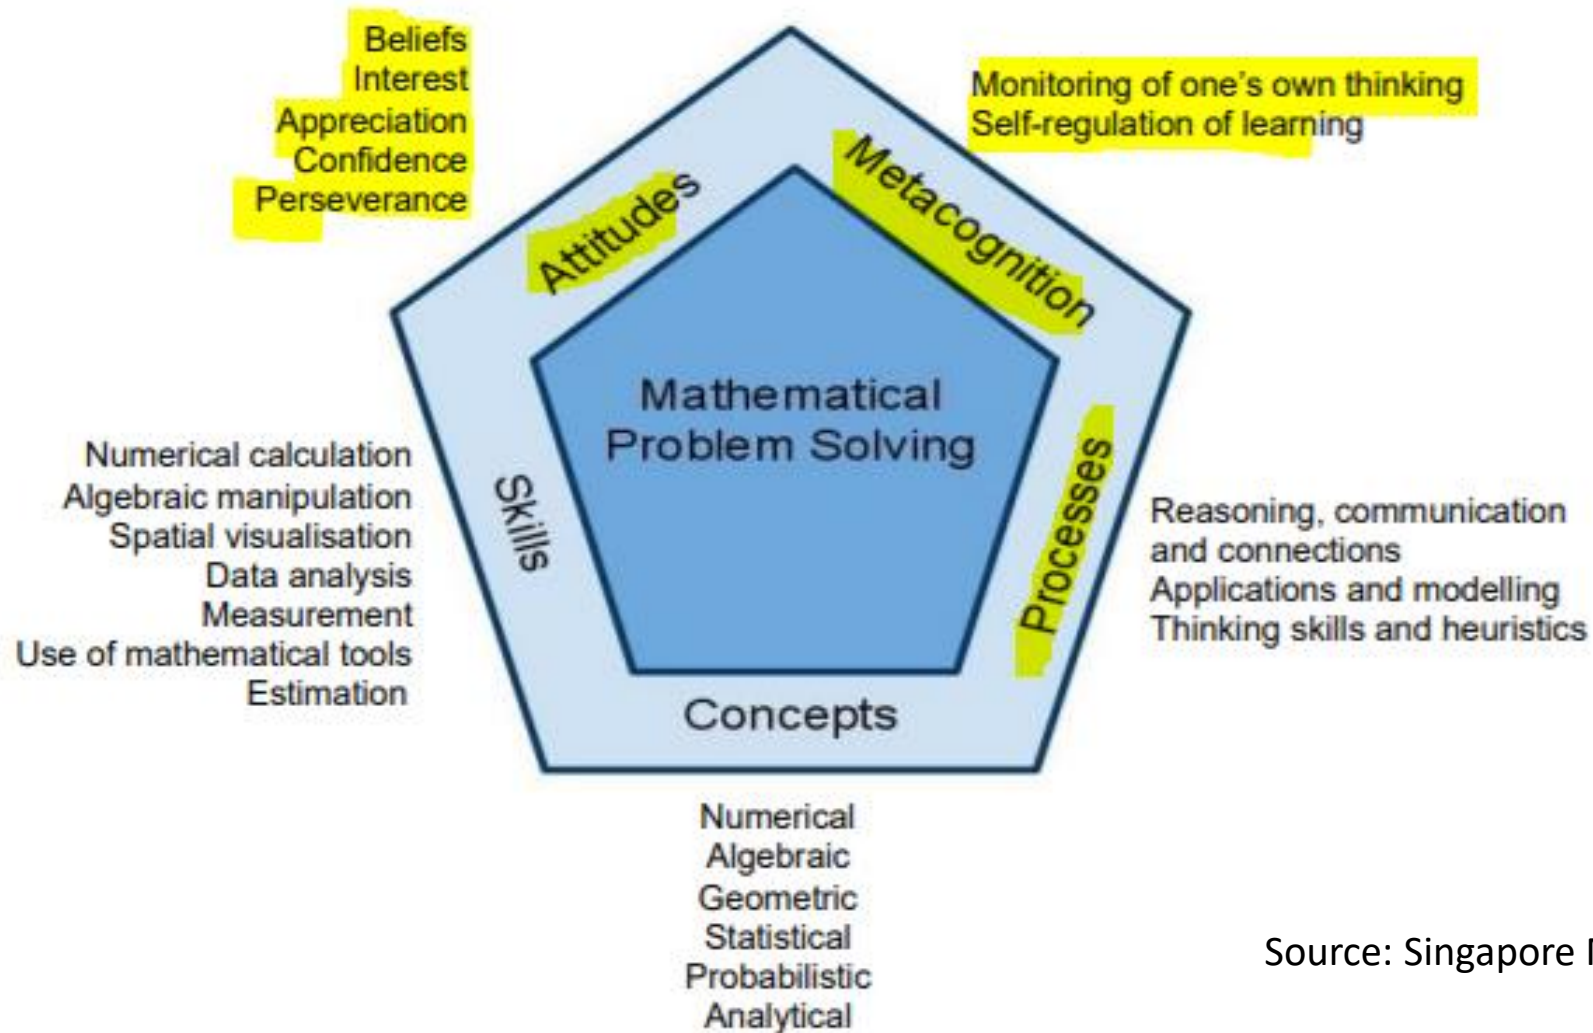 Beliefs
Interest
Appreciation
Confidence
Perseverance
Monitoring of one's own thinking
Self-regulation of learning
Attitudes
Metacognition
Mathematical
Problem Solving
Numerical calculation
Algebraic manipulation
Spatial visualisation
Data analysis
Measurement
Use of mathematical tools
Estimation
Skills
Processes
Reasoning, communication
and connections
Applications and modelling
Thinking skills and heuristics
Concepts
Numerical
Algebraic
Geometric
Statistical
Probabilistic
Analytical
Source: Singapore